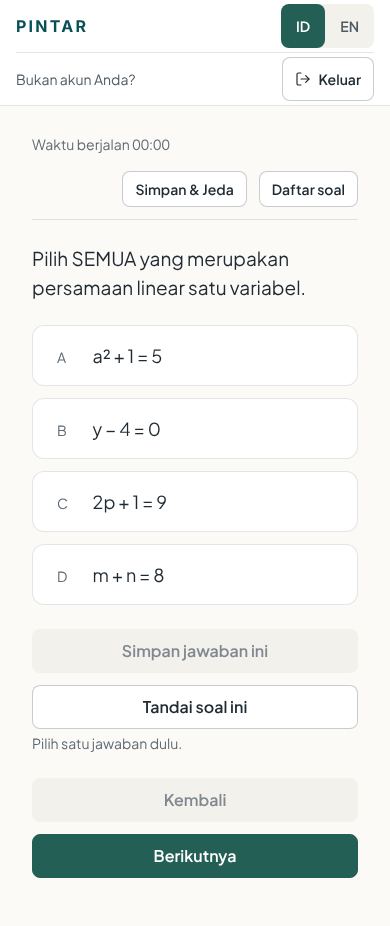 PINTAR
ID
EN
Bukan akun Anda?
Keluar
Waktu berjalan 00:00
Simpan & Jeda
Daftar soal
Pilih SEMUA yang merupakan
persamaan linear satu variabel.
A a² + 1 = 5
B y − 4 = 0
C 2p + 1 = 9
D m + n = 8
Simpan jawaban ini
Tandai soal ini
Pilih satu jawaban dulu.
Kembali
Berikutnya